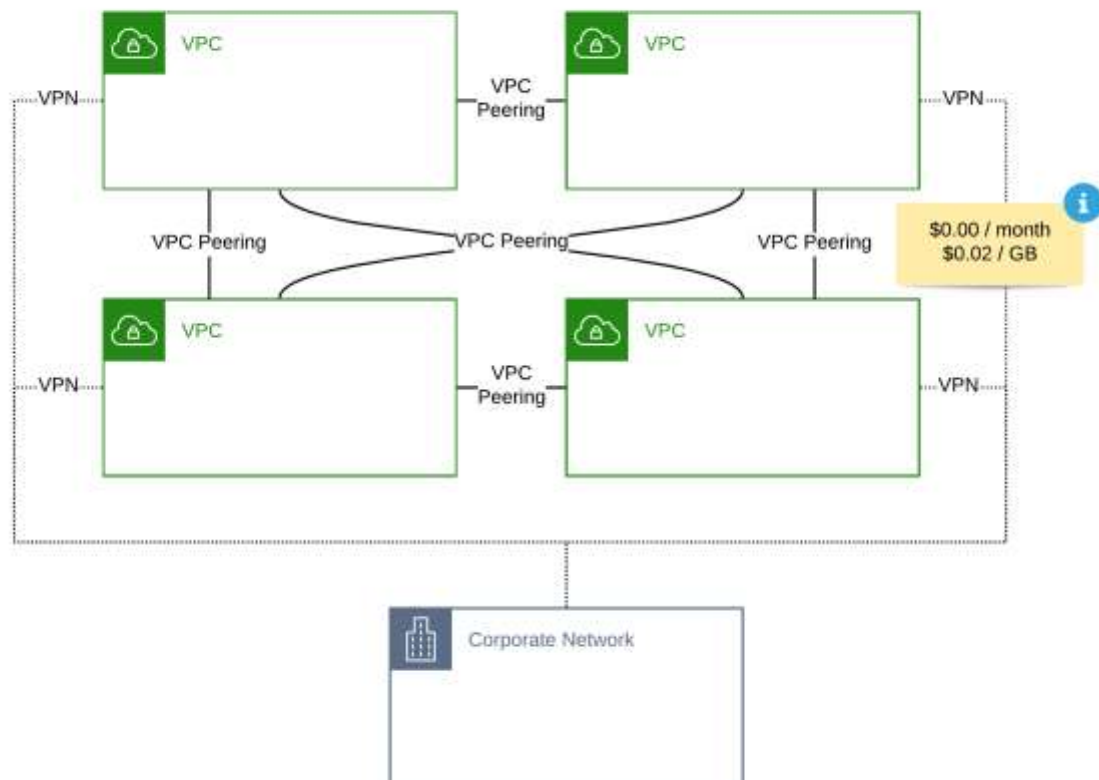 VPC
VPC
VPN
VPC
Peering
VPN
$0.00 / month
$0.02 / GB
VPC Peering
VPC Peering
VPC Peering
VPC
VPC
VPN
VPC
Peering
VPN
Corporate Network